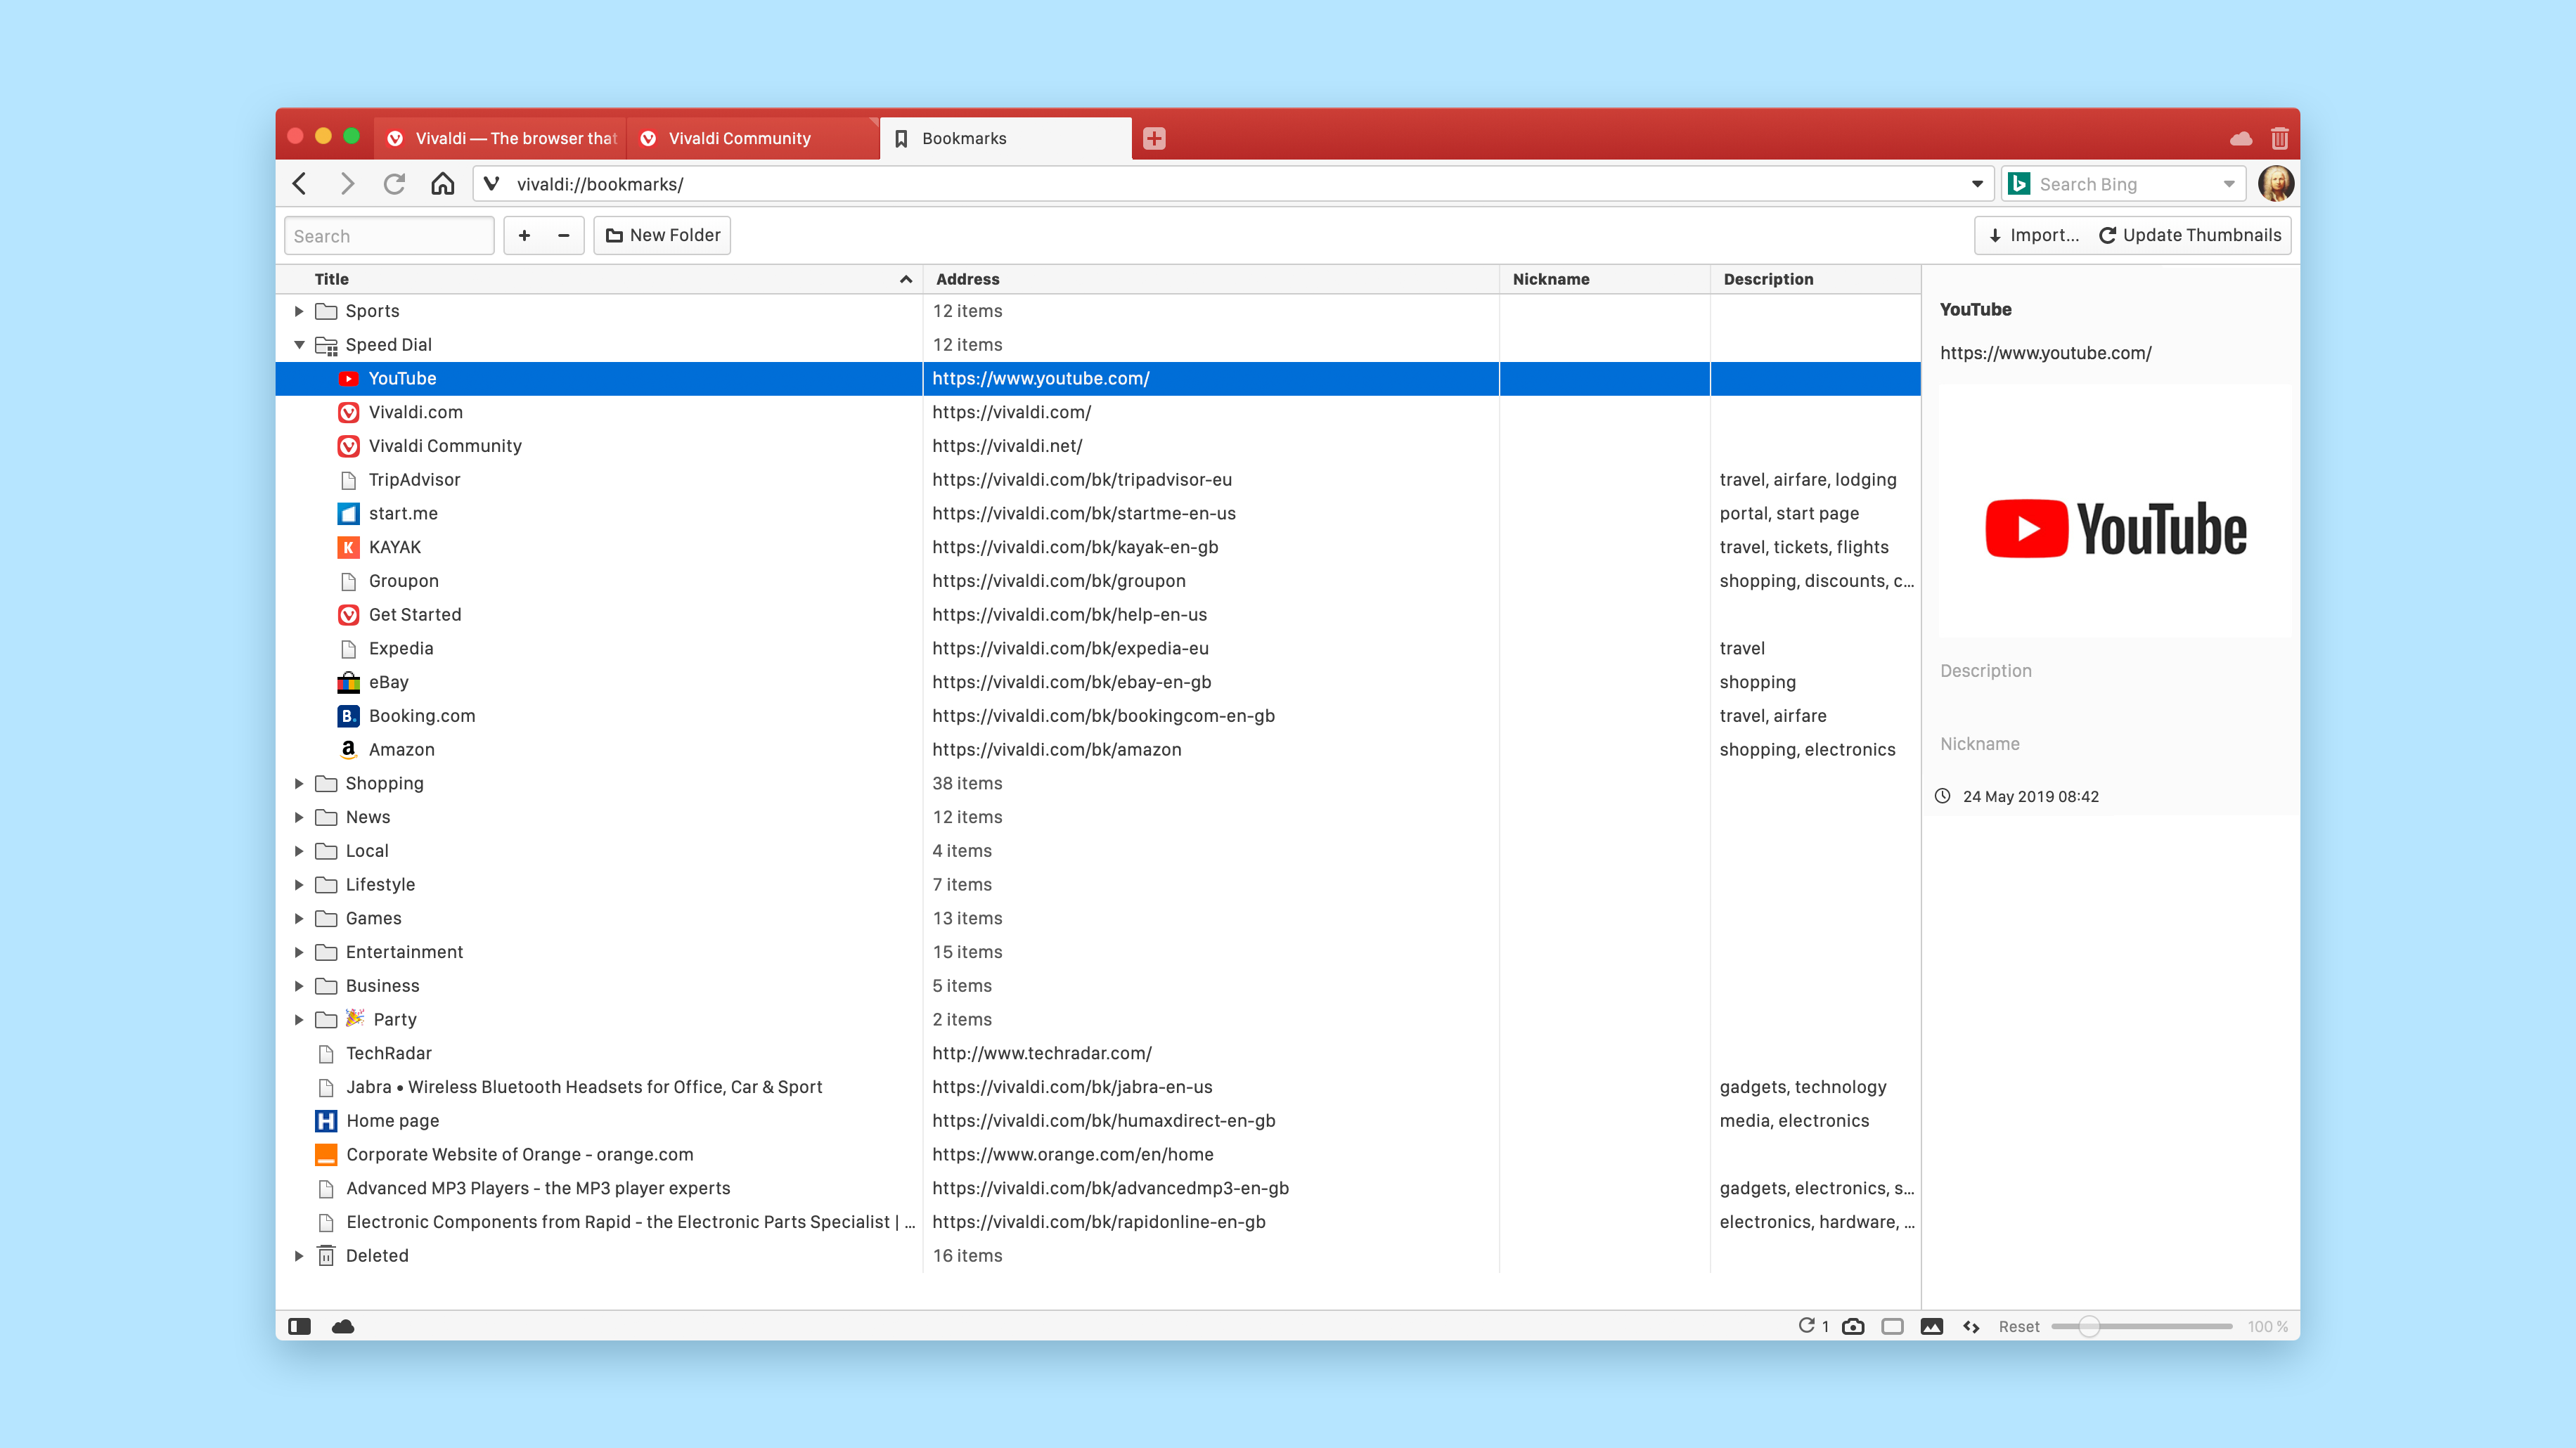 Vivaldi — The browser that
Vivaldi Community
Bookmarks
vivaldi://bookmarks/
Search Bing
Search
+ −
New Folder
Import...
Update Thumbnails
Title Address Nickname Description
Sports 12 items
Speed Dial 12 items
YouTube https://www.youtube.com/
Vivaldi.com https://vivaldi.com/
Vivaldi Community https://vivaldi.net/
TripAdvisor https://vivaldi.com/bk/tripadvisor-eu travel, airfare, lodging
start.me https://vivaldi.com/bk/startme-en-us portal, start page
K KAYAK https://vivaldi.com/bk/kayak-en-gb travel, tickets, flights
Groupon https://vivaldi.com/bk/groupon shopping, discounts, c...
Get Started https://vivaldi.com/bk/help-en-us
Expedia https://vivaldi.com/bk/expedia-eu travel
eBay https://vivaldi.com/bk/ebay-en-gb shopping
B. Booking.com https://vivaldi.com/bk/bookingcom-en-gb travel, airfare
a Amazon https://vivaldi.com/bk/amazon shopping, electronics
Shopping 38 items
News 12 items
Local 4 items
Lifestyle 7 items
Games 13 items
Entertainment 15 items
Business 5 items
🎉 Party 2 items
TechRadar http://www.techradar.com/
Jabra • Wireless Bluetooth Headsets for Office, Car & Sport https://vivaldi.com/bk/jabra-en-us gadgets, technology
H Home page https://vivaldi.com/bk/humaxdirect-en-gb media, electronics
Corporate Website of Orange - orange.com https://www.orange.com/en/home
Advanced MP3 Players - the MP3 player experts https://vivaldi.com/bk/advancedmp3-en-gb gadgets, electronics, s...
Electronic Components from Rapid - the Electronic Parts Specialist | ... https://vivaldi.com/bk/rapidonline-en-gb electronics, hardware, ...
Deleted 16 items
YouTube
https://www.youtube.com/
YouTube
Description
Nickname
24 May 2019 08:42
1
Reset
100 %